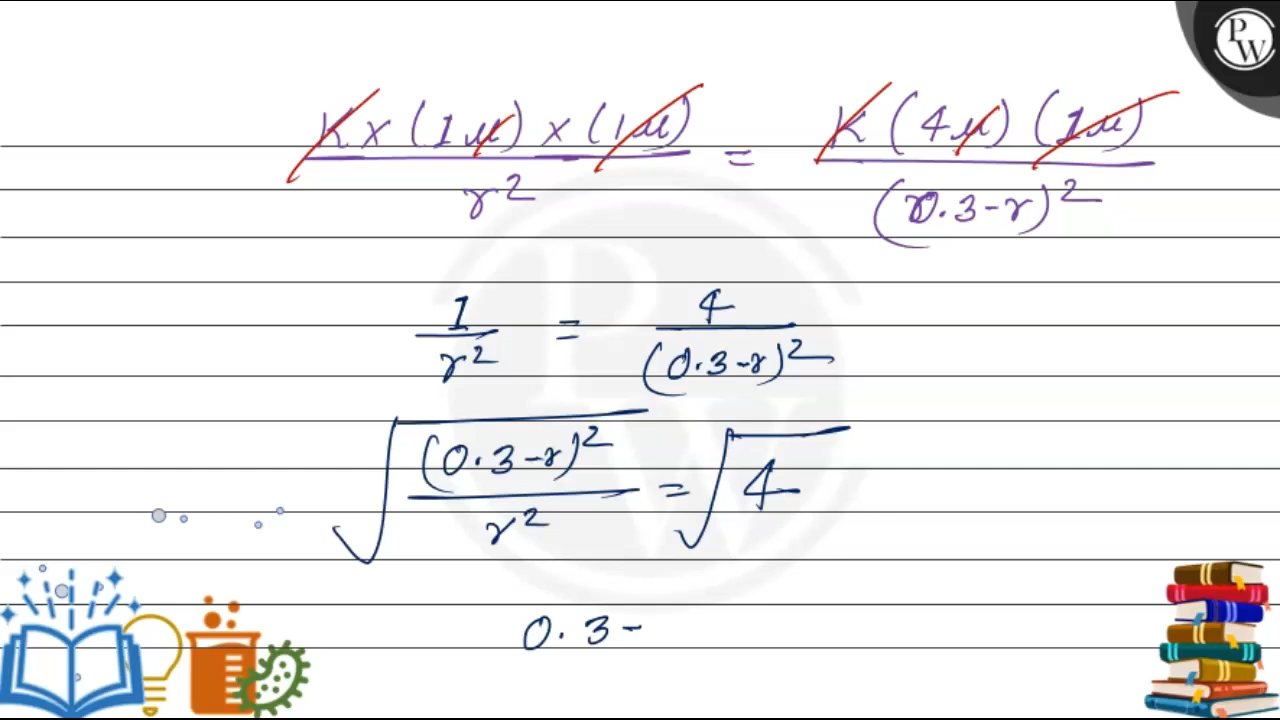 PW
K × (1μ) × (1μ) / r² = K (4μ) (1μ) / (0.3 - r)²
1 / r² = 4 / (0.3 - r)²
√((0.3 - r)² / r²) = √4
0.3 -